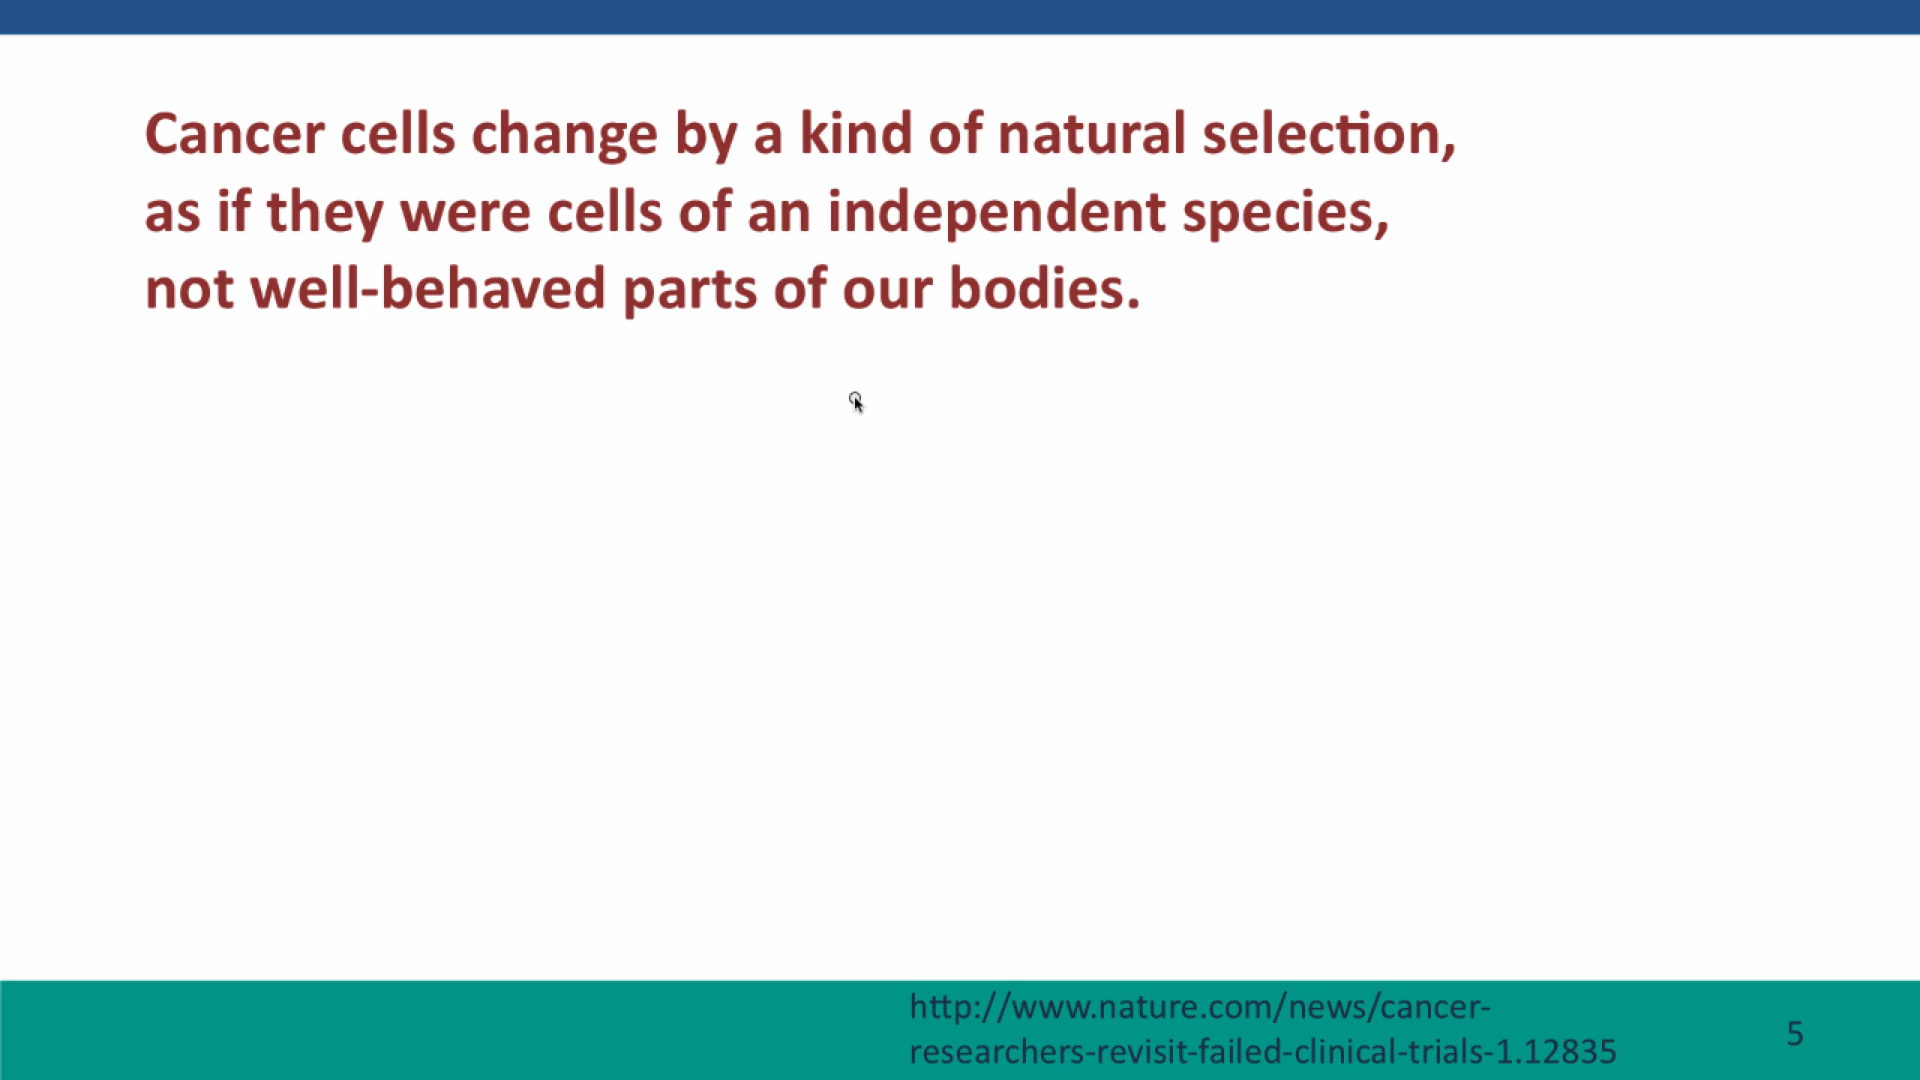 Cancer cells change by a kind of natural selection,
as if they were cells of an independent species,
not well-behaved parts of our bodies.
http://www.nature.com/news/cancer-
researchers-revisit-failed-clinical-trials-1.12835
5